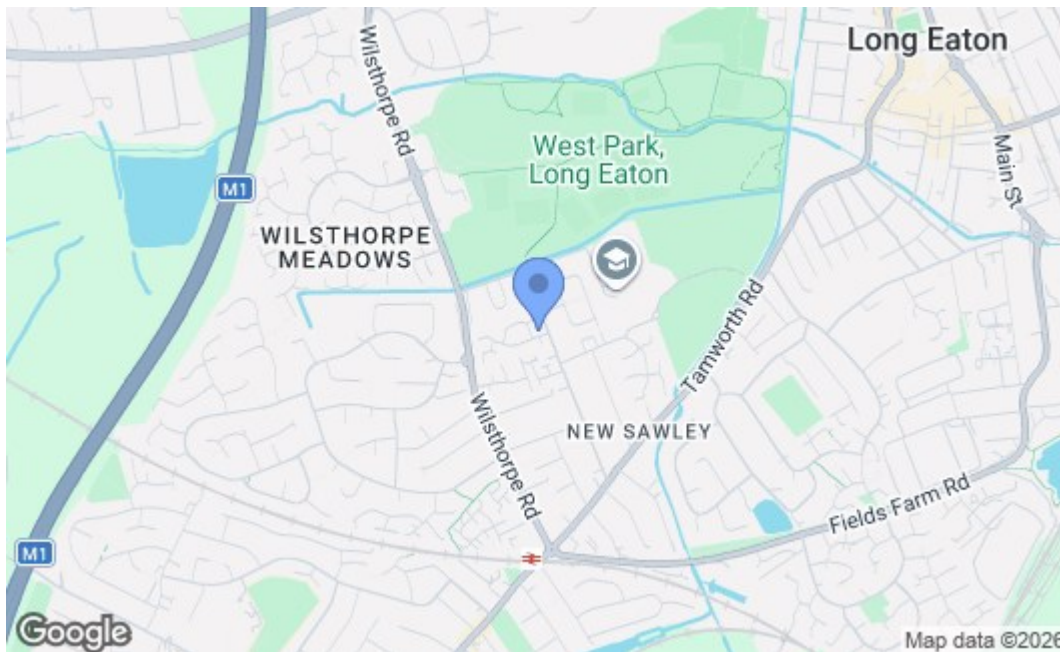 Long Eaton
Wilsthorpe Rd
West Park,
Long Eaton
Main St
M1
WILSTHORPE
MEADOWS
Tamworth Rd
Wilsthorpe Rd
NEW SAWLEY
Fields Farm Rd
M1
Google
Map data ©2026